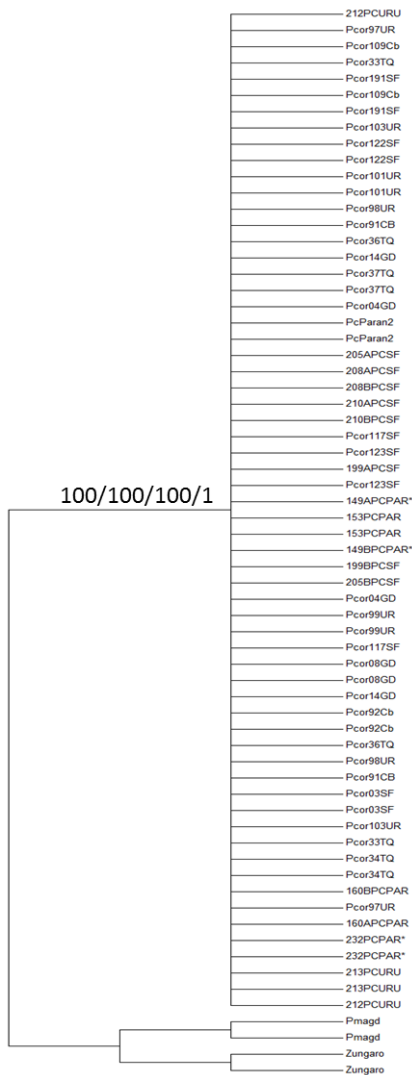 212PCURU
Pcor97UR
Pcor109Cb
Pcor33TQ
Pcor191SF
Pcor109Cb
Pcor191SF
Pcor103UR
Pcor122SF
Pcor122SF
Pcor101UR
Pcor101UR
Pcor98UR
Pcor91CB
Pcor36TQ
Pcor14GD
Pcor37TQ
Pcor37TQ
Pcor04GD
PcParan2
PcParan2
205APCSF
208APCSF
208BPCSF
210APCSF
210BPCSF
Pcor117SF
Pcor123SF
199APCSF
Pcor123SF
100/100/100/1
149APCPAR*
153PCPAR
153PCPAR
149BPCPAR*
199BPCSF
205BPCSF
Pcor04GD
Pcor99UR
Pcor99UR
Pcor117SF
Pcor08GD
Pcor08GD
Pcor14GD
Pcor92Cb
Pcor92Cb
Pcor36TQ
Pcor98UR
Pcor91CB
Pcor03SF
Pcor03SF
Pcor103UR
Pcor33TQ
Pcor34TQ
Pcor34TQ
160BPCPAR
Pcor97UR
160APCPAR
232PCPAR*
232PCPAR*
213PCURU
213PCURU
212PCURU
Pmagd
Pmagd
Zungaro
Zungaro